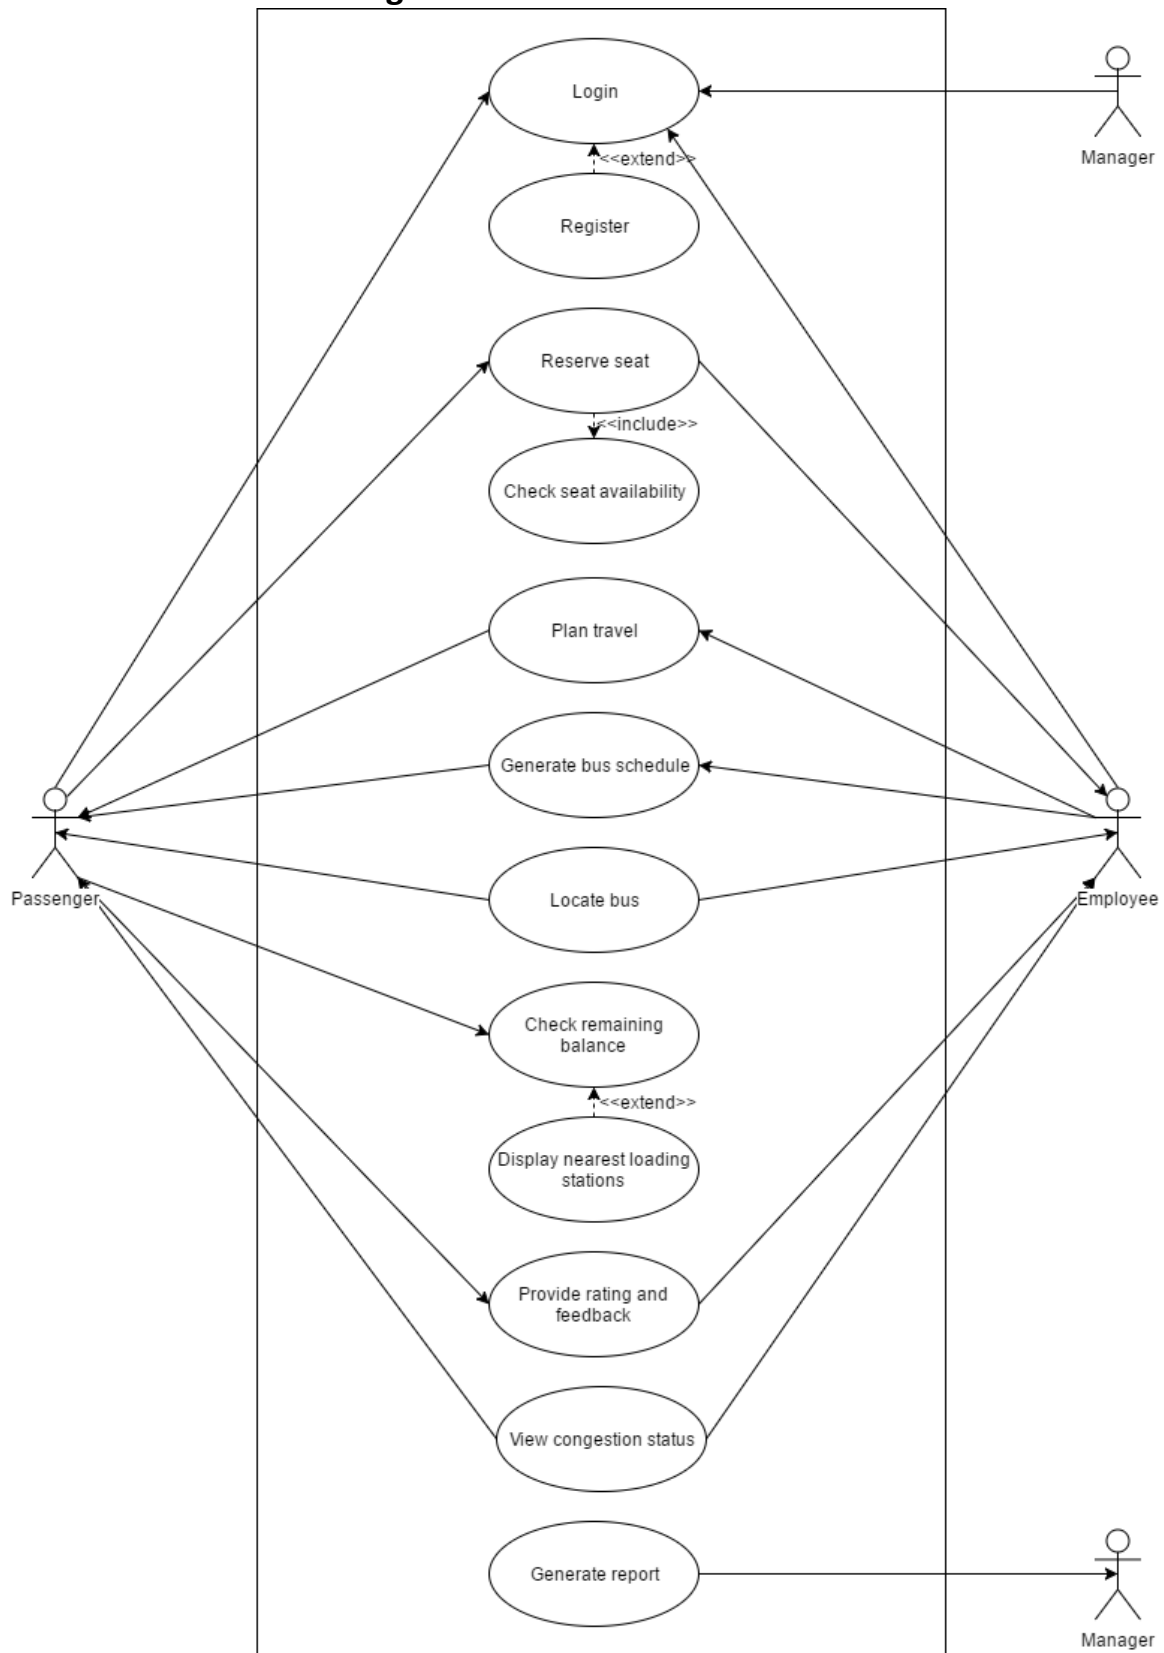 Login
Manager
<<extend>>
Register
Reserve seat
<<include>>
Check seat availability
Plan travel
Generate bus schedule
Passenger
Locate bus
Employee
Check remaining
balance
<<extend>>
Display nearest loading
stations
Provide rating and
feedback
View congestion status
Generate report
Manager